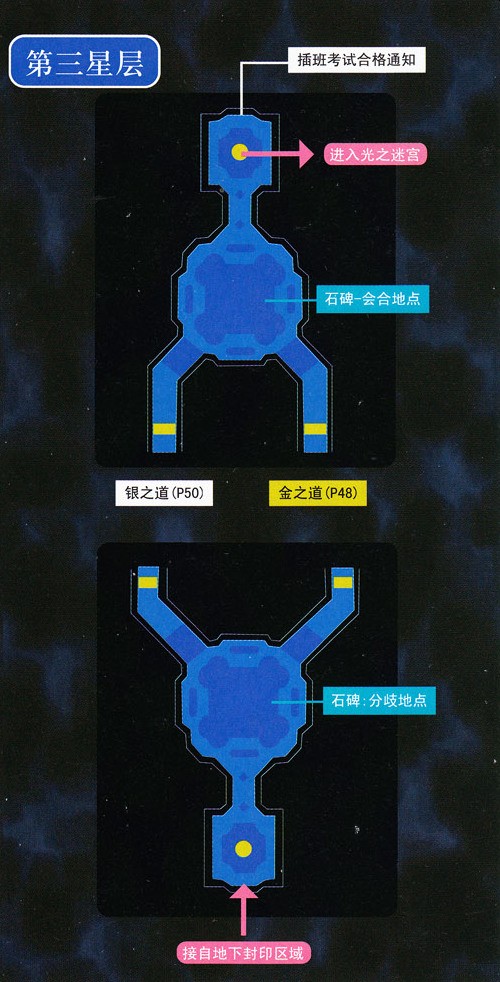 第三星层
插班考试合格通知
进入光之迷宫
石碑-会合地点
银之道(P50)
金之道(P48)
石碑:分歧地点
接自地下封印区域